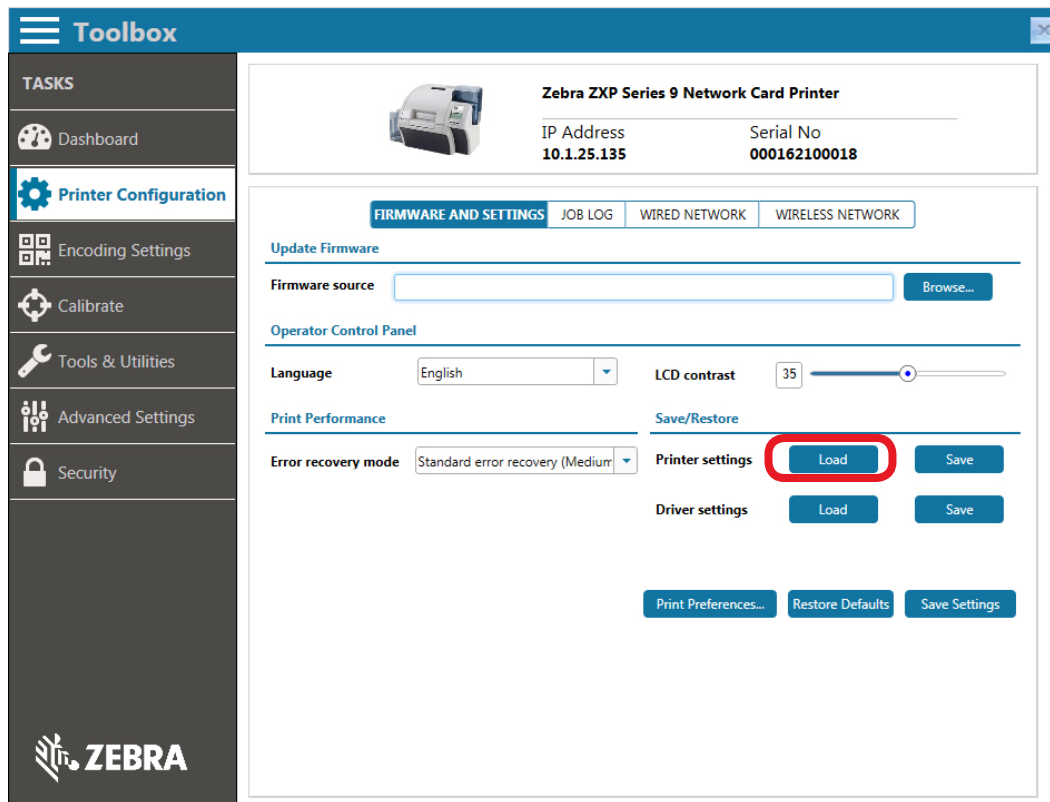 Toolbox
TASKS
Dashboard
Printer Configuration
Encoding Settings
Calibrate
Tools & Utilities
Advanced Settings
Security
ZEBRA
Zebra ZXP Series 9 Network Card Printer
IP Address Serial No
10.1.25.135 000162100018
FIRMWARE AND SETTINGS JOB LOG WIRED NETWORK WIRELESS NETWORK
Update Firmware
Firmware source Browse...
Operator Control Panel
Language English LCD contrast 35
Print Performance Save/Restore
Error recovery mode Standard error recovery (Medium Printer settings Load Save
Driver settings Load Save
Print Preferences... Restore Defaults Save Settings